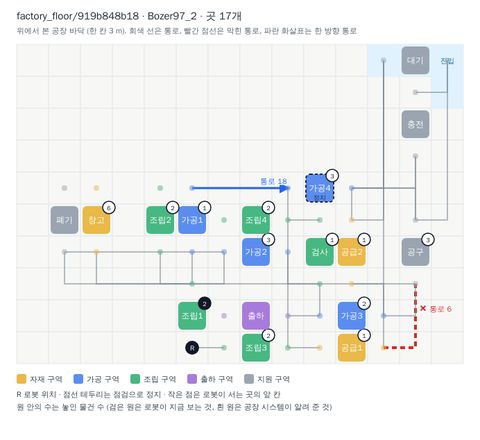 factory_floor/919b848b18 · Bozer97_2 · 곳 17개
위에서 본 공장 바닥 (한 칸 3 m). 회색 선은 통로, 빨간 점선은 막힌 통로, 파란 화살표는 한 방향 통로
대기
진입
충전
통로 18
가공4
3
정지
폐기
창고
6
조립2
2
가공1
1
조립4
2
가공2
3
검사
1
공급2
1
공구
3
조립1
2
출하
가공3
2
✕ 통로 6
R
조립3
2
공급1
1
자재 구역
가공 구역
조립 구역
출하 구역
지원 구역
R 로봇 위치 · 점선 테두리는 점검으로 정지 · 작은 점은 로봇이 서는 곳의 앞 칸
원 안의 수는 놓인 물건 수 (검은 원은 로봇이 지금 보는 것, 흰 원은 공장 시스템이 알려 준 것)